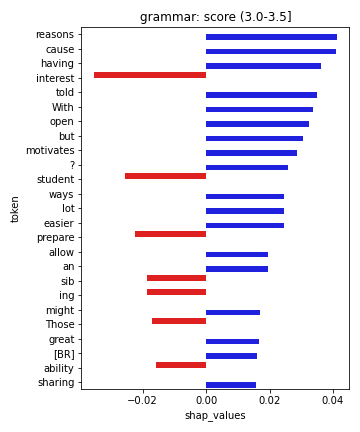 grammar: score (3.0-3.5]
reasons
cause
having
interest
told
With
open
but
motivates
?
student
ways
lot
easier
prepare
allow
an
sib
ing
might
Those
great
[BR]
ability
sharing
token
−0.02 0.00 0.02 0.04
shap_values